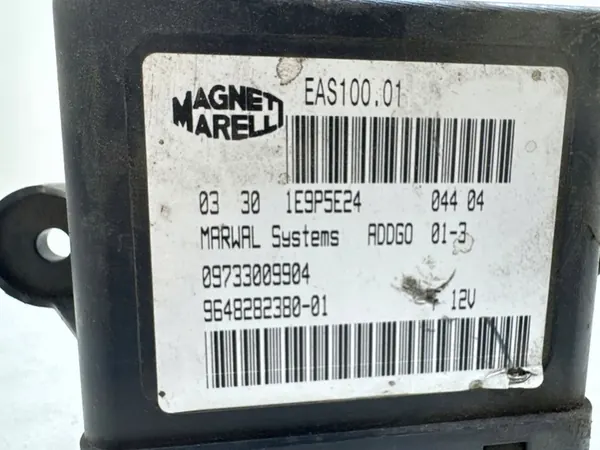 MAGNETI
MARELLI
EAS100.01
03 30 1E9P5E24 044 04
MARWAL Systems ADDGO 01-3
09733009904
9648282380-01 12V